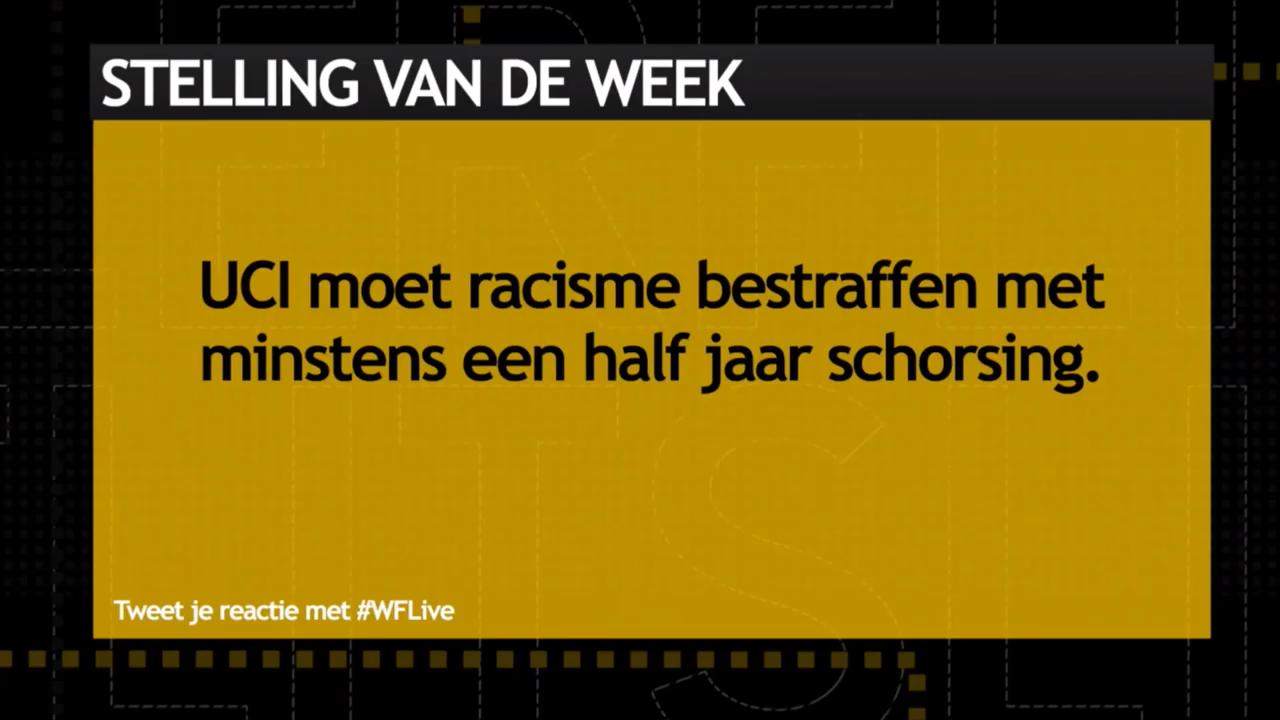 STELLING VAN DE WEEK
UCI moet racisme bestraffen met
minstens een half jaar schorsing.
Tweet je reactie met #WFLive